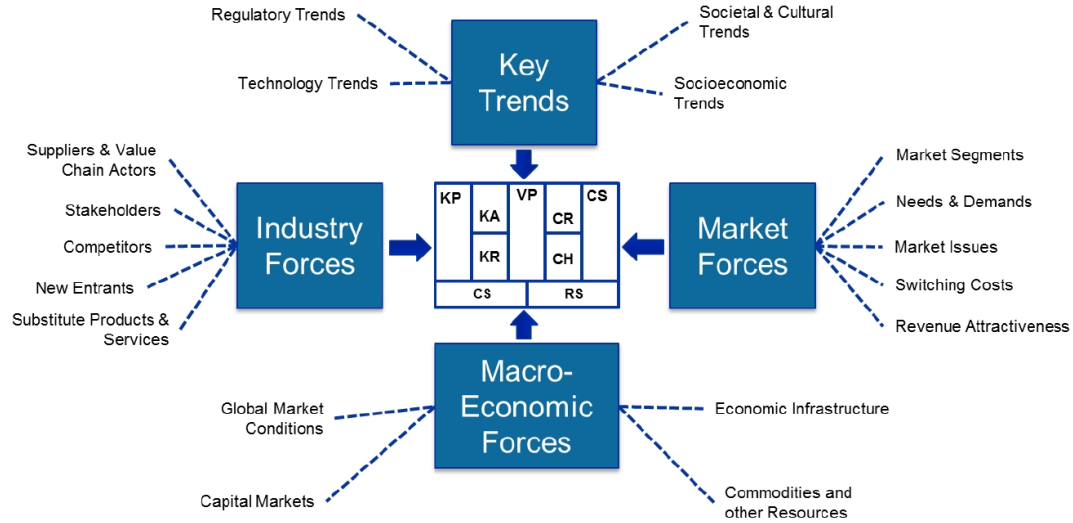 Regulatory Trends
Technology Trends
Key
Trends
Societal & Cultural
Trends
Socioeconomic
Trends
Suppliers & Value
Chain Actors
Stakeholders
Competitors
New Entrants
Substitute Products &
Services
Industry
Forces
KP
KA
KR
VP
CR
CH
CS
CS
RS
Market
Forces
Market Segments
Needs & Demands
Market Issues
Switching Costs
Revenue Attractiveness
Macro-
Economic
Forces
Global Market
Conditions
Capital Markets
Economic Infrastructure
Commodities and
other Resources